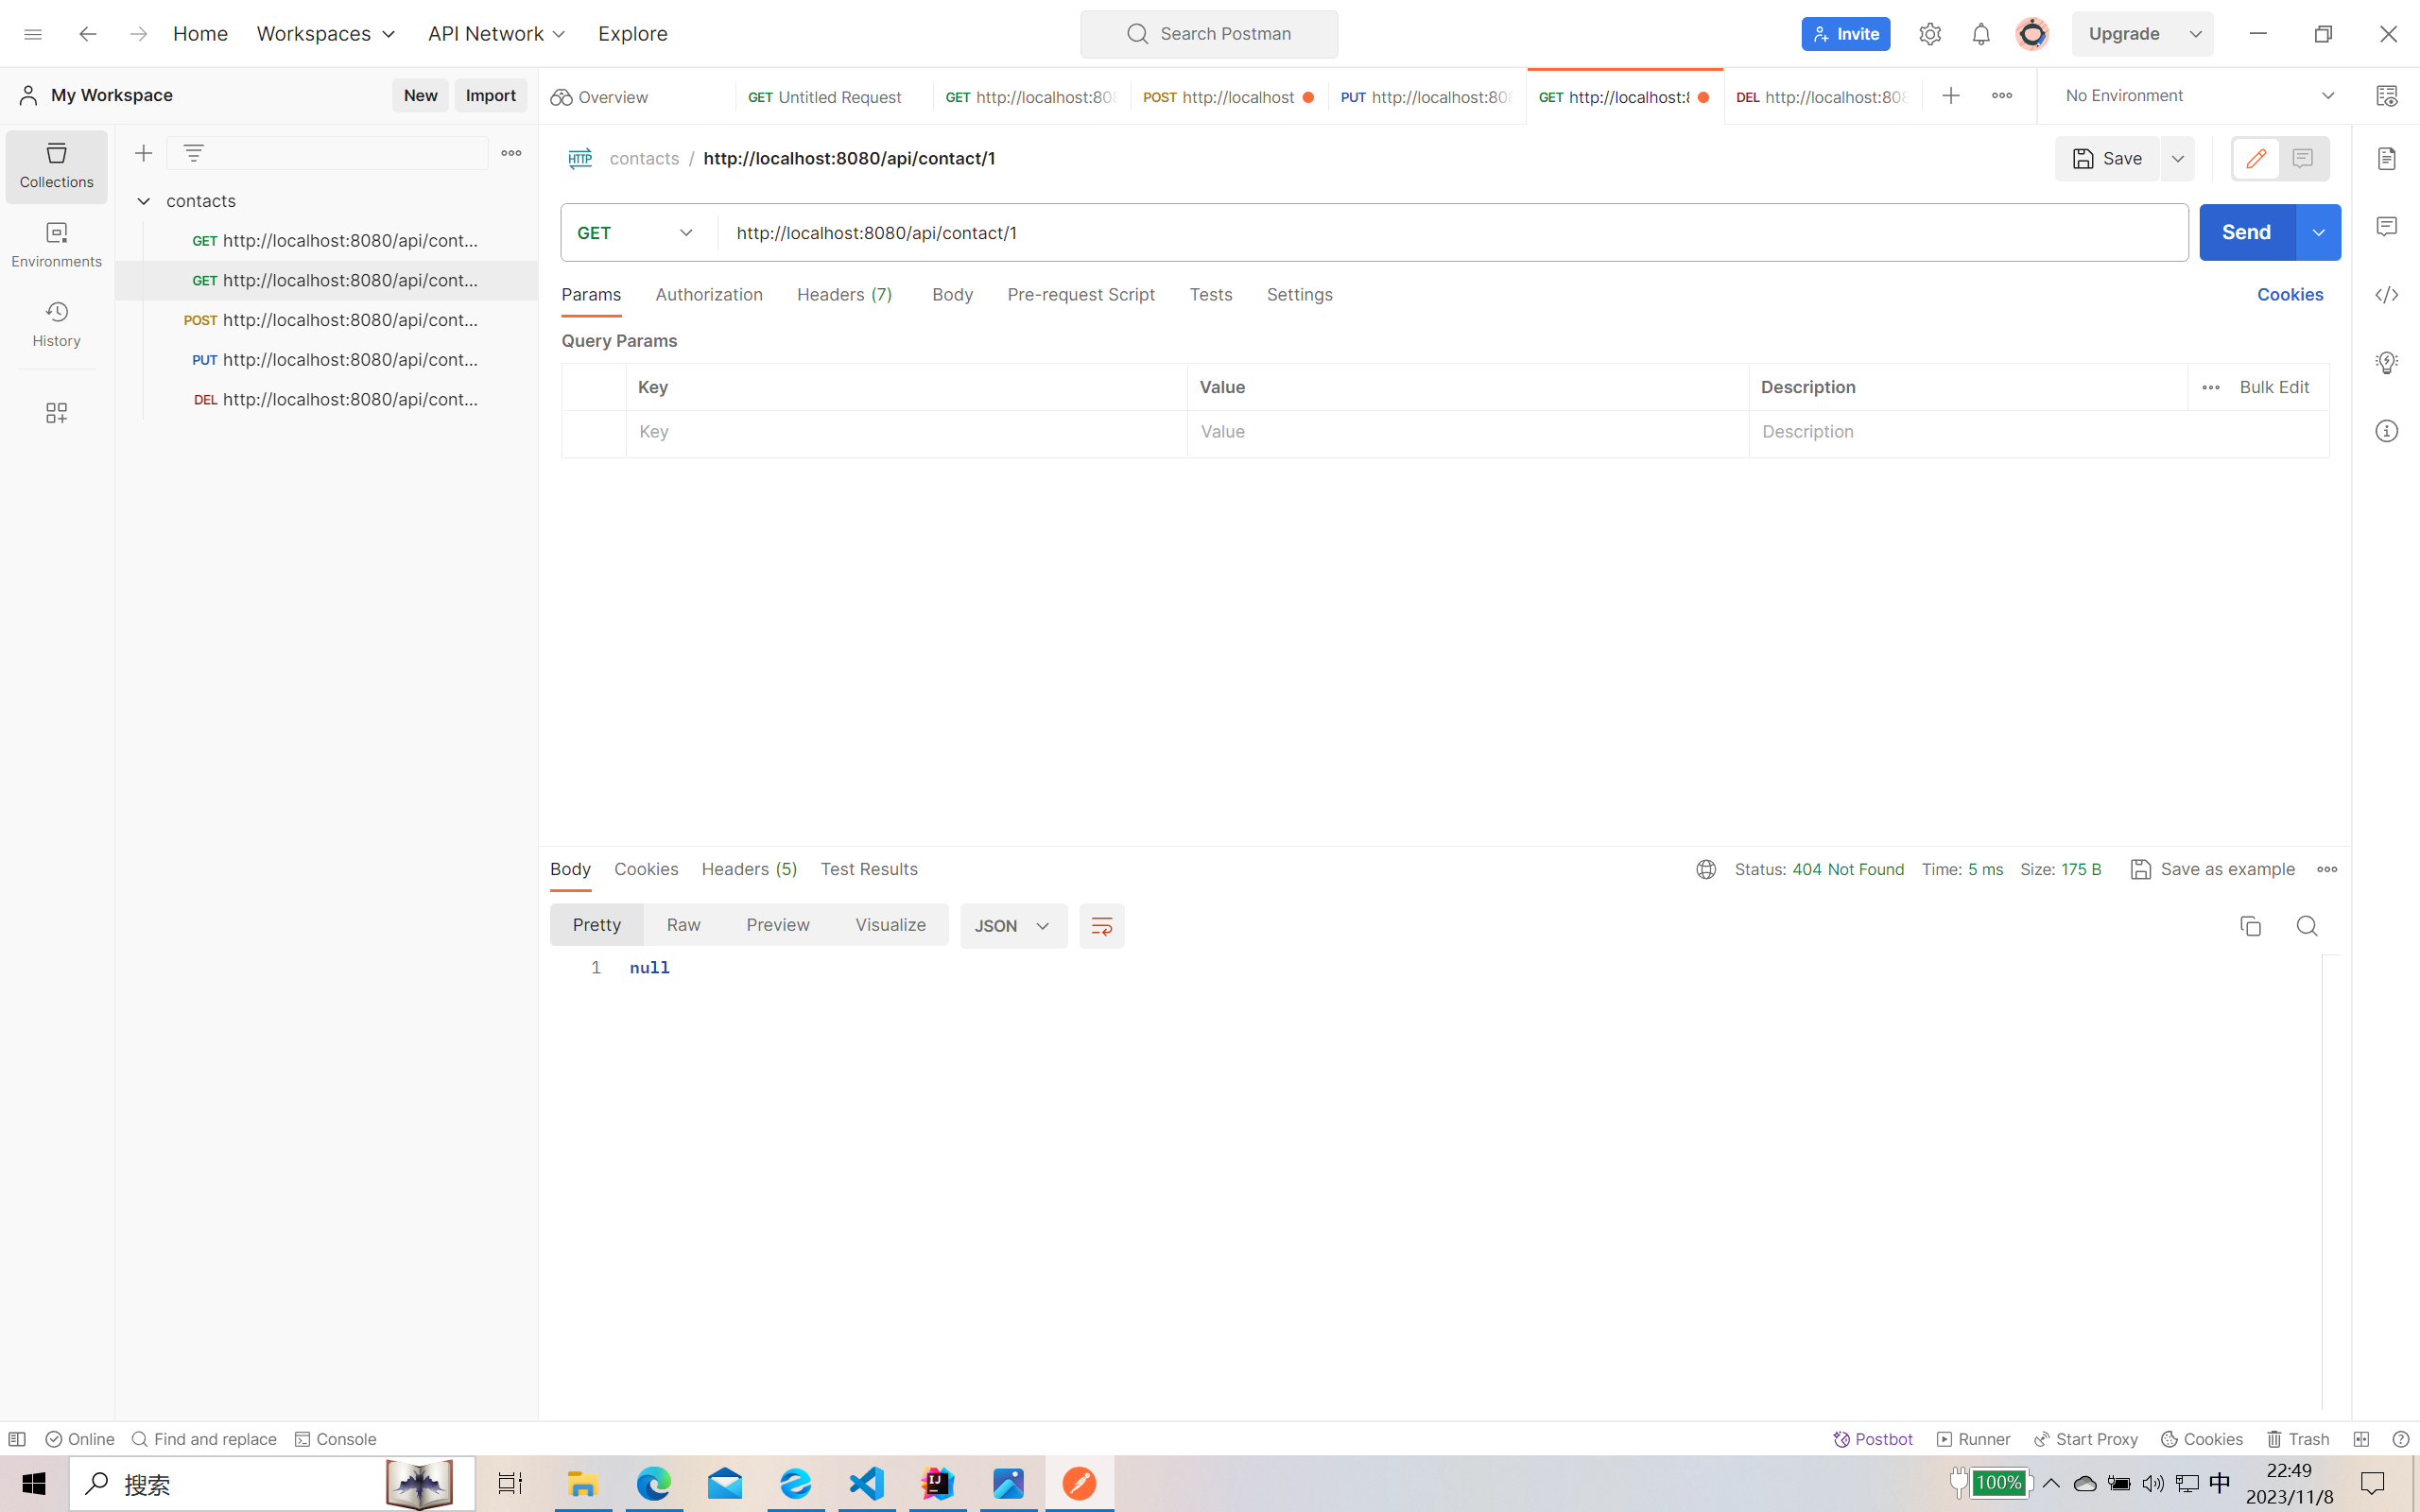 Home Workspaces API Network Explore Search Postman Invite Upgrade
My Workspace New Import Overview GET Untitled Request GET http://localhost:808 POST http://localhost PUT http://localhost:808 GET http://localhost:8 DEL http://localhost:808 No Environment
Collections
Environments
History
contacts
GET http://localhost:8080/api/cont...
GET http://localhost:8080/api/cont...
POST http://localhost:8080/api/cont...
PUT http://localhost:8080/api/cont...
DEL http://localhost:8080/api/cont...
HTTP contacts / http://localhost:8080/api/contact/1 Save
GET http://localhost:8080/api/contact/1 Send
Params Authorization Headers (7) Body Pre-request Script Tests Settings Cookies
Query Params
Key Value Description Bulk Edit
Key Value Description
Body Cookies Headers (5) Test Results Status: 404 Not Found Time: 5 ms Size: 175 B Save as example
Pretty Raw Preview Visualize JSON
1 null
Online Find and replace Console Postbot Runner Start Proxy Cookies Trash
搜索 100% 中 22:49
2023/11/8